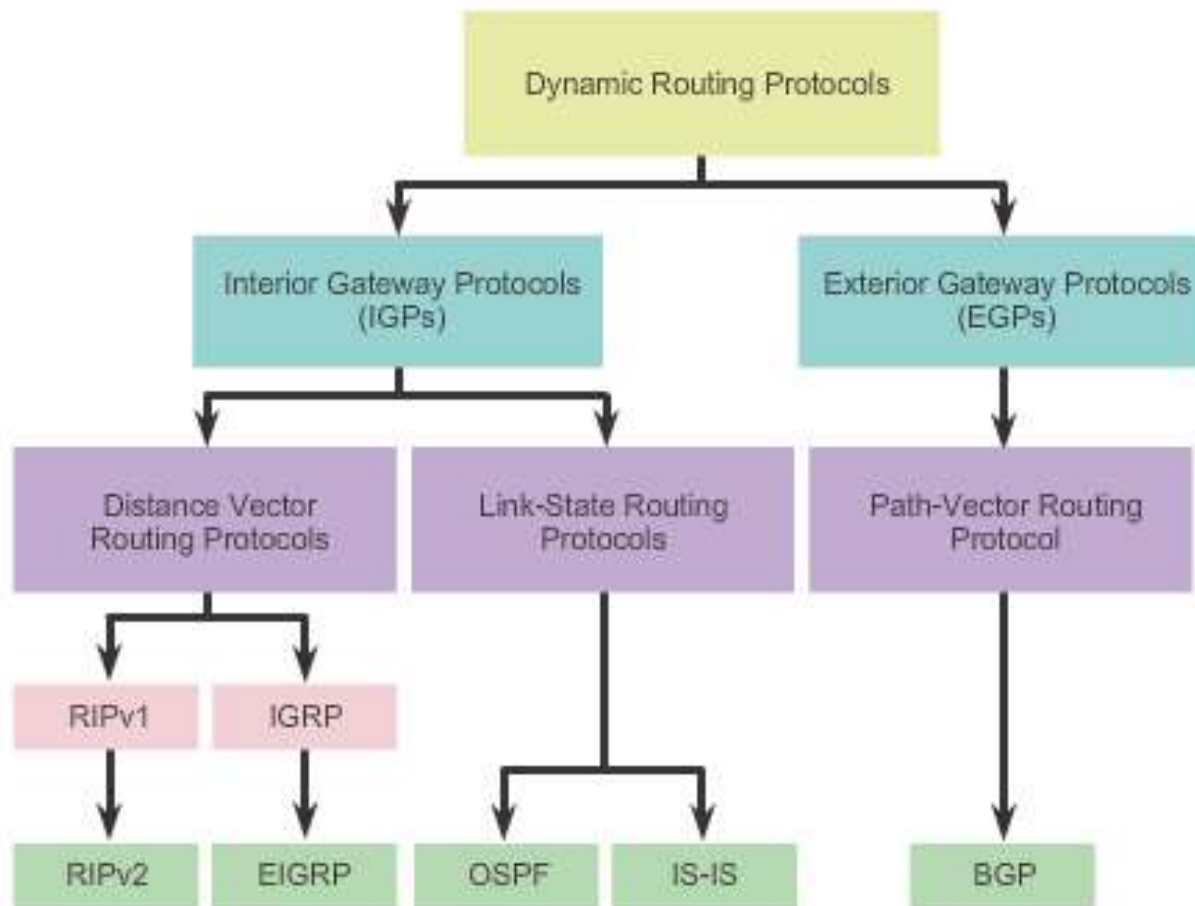 Dynamic Routing Protocols
Interior Gateway Protocols
(IGPs)
Exterior Gateway Protocols
(EGPs)
Distance Vector
Routing Protocols
Link-State Routing
Protocols
Path-Vector Routing
Protocol
RIPv1
IGRP
RIPv2
EIGRP
OSPF
IS-IS
BGP